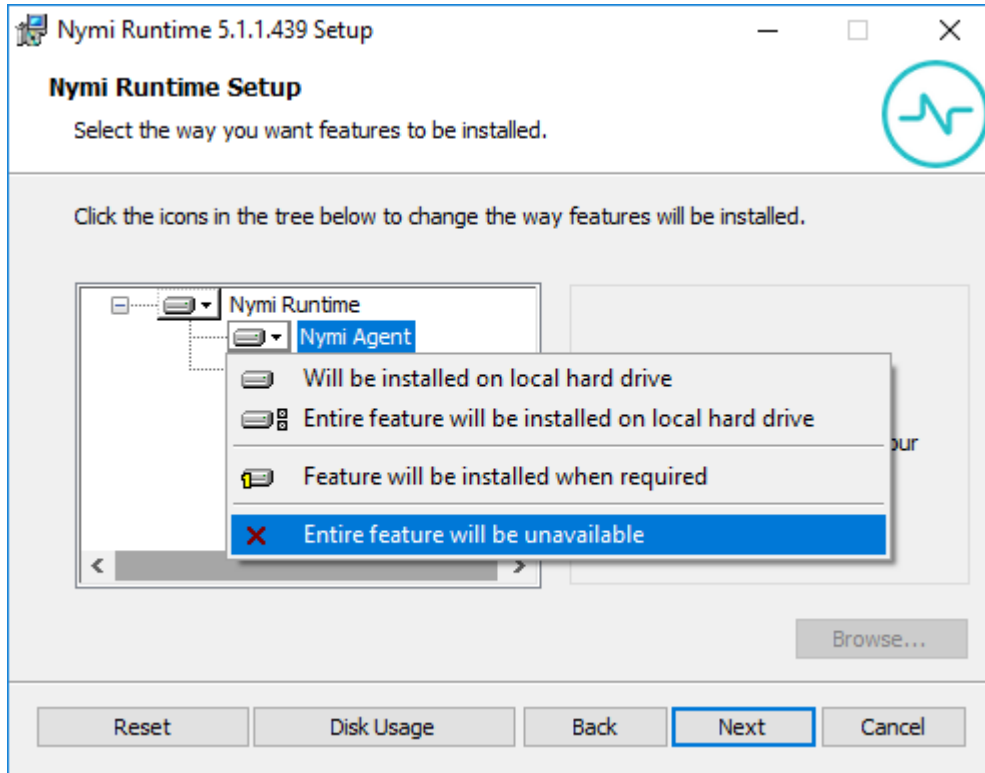 Nymi Runtime 5.1.1.439 Setup
Nymi Runtime Setup
Select the way you want features to be installed.
Click the icons in the tree below to change the way features will be installed.
Nymi Runtime
Nymi Agent
Will be installed on local hard drive
Entire feature will be installed on local hard drive
Feature will be installed when required
Entire feature will be unavailable
Browse...
Reset
Disk Usage
Back
Next
Cancel